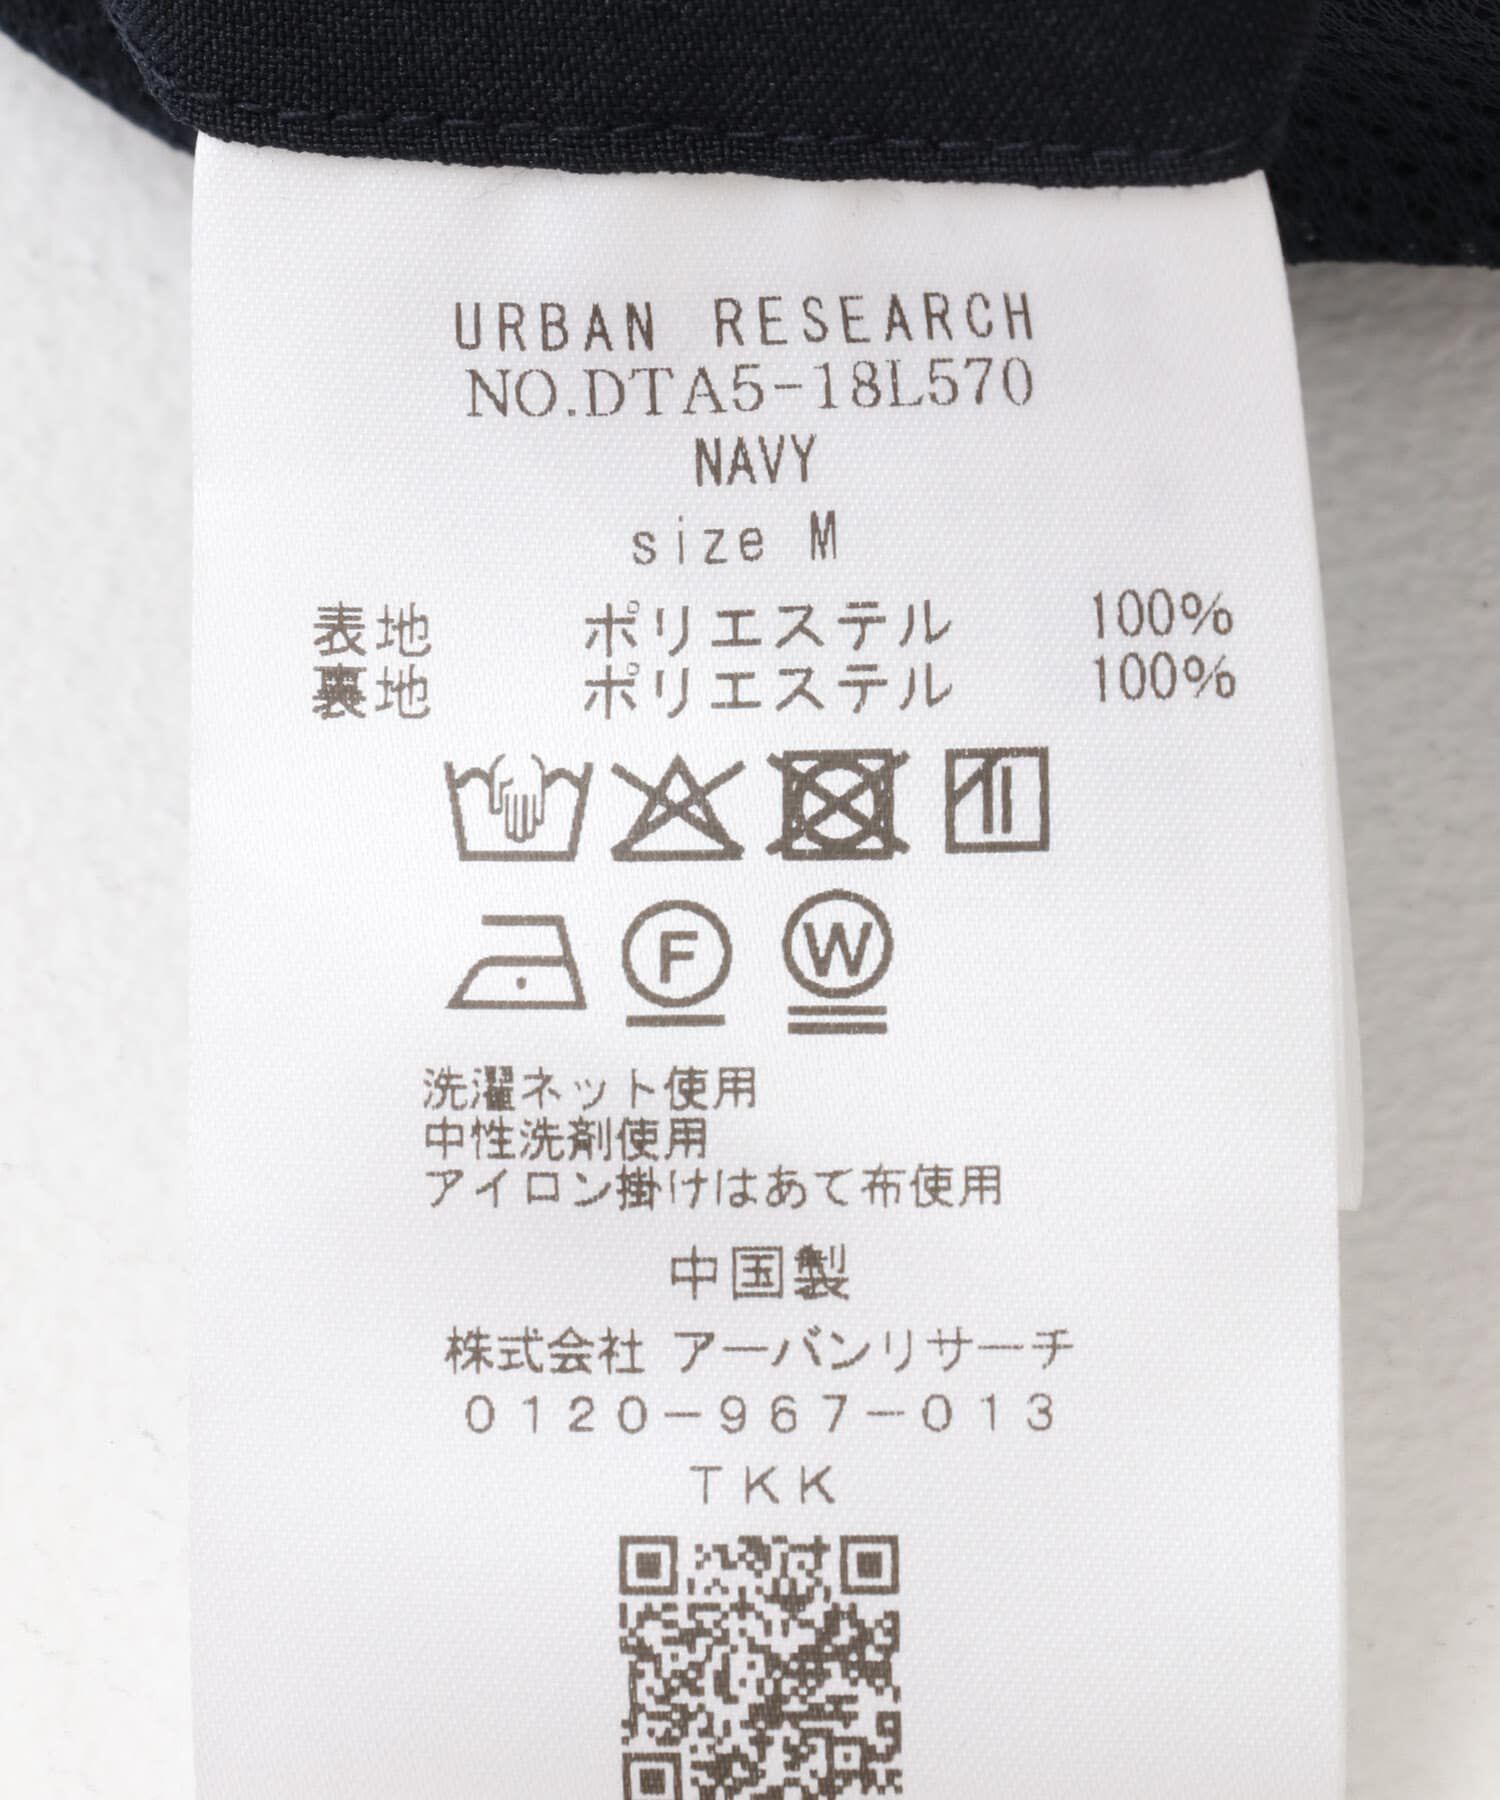 URBAN RESEARCH
NO.DTA5-18L570
NAVY
size M
表地 ポリエステル 100%
裏地 ポリエステル 100%
F W
洗濯ネット使用
中性洗剤使用
アイロン掛けはあて布使用
中国製
株式会社 アーバンリサーチ
0120-967-013
TKK